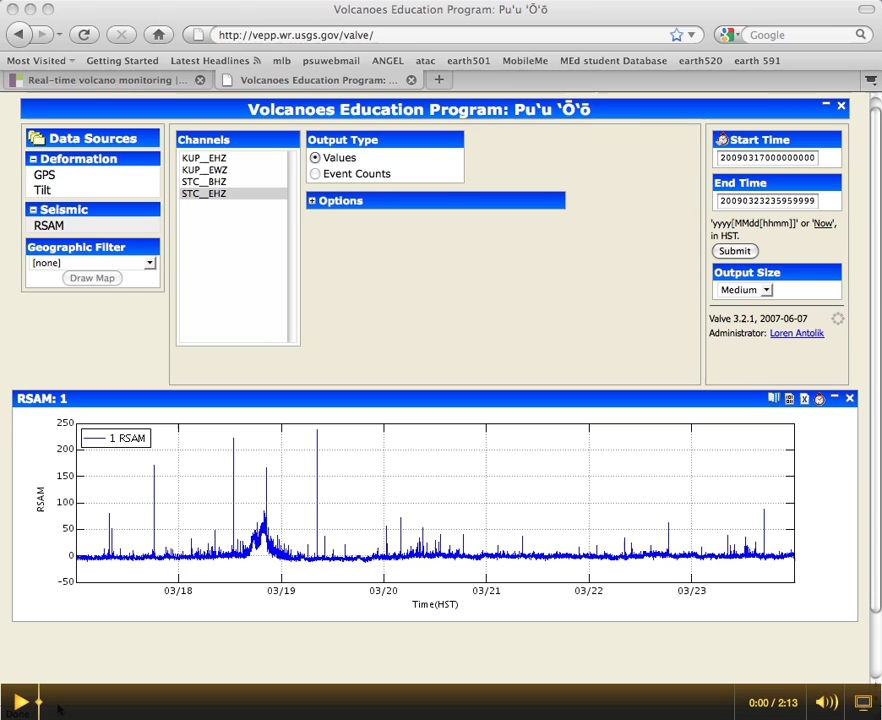 Volcanoes Education Program: Pu‘u ‘Ō‘ō
http://vepp.wr.usgs.gov/valve/
Google
Most Visited Getting Started Latest Headlines mlb psuwebmail ANGEL atac earth501 MobileMe MEd student Database earth520 earth 591
Real-time volcano monitoring |... Volcanoes Education Program: ...
Volcanoes Education Program: Pu‘u ‘Ō‘ō
Data Sources
Deformation
GPS
Tilt
Seismic
RSAM
Geographic Filter
[none]
Draw Map
Channels
KUP__EHZ
KUP__EWZ
STC__BHZ
STC__EHZ
Output Type
Values
Event Counts
Options
Start Time
20090317000000000
End Time
20090323235959999
'yyyy[MMdd[hhmm]]' or 'Now',
in HST.
Submit
Output Size
Medium
Valve 3.2.1, 2007-06-07
Administrator: Loren Antolik
RSAM: 1
250
200
150
100
50
0
-50
RSAM
1 RSAM
03/18 03/19 03/20 03/21 03/22 03/23
Time(HST)
Done
0:00 / 2:13